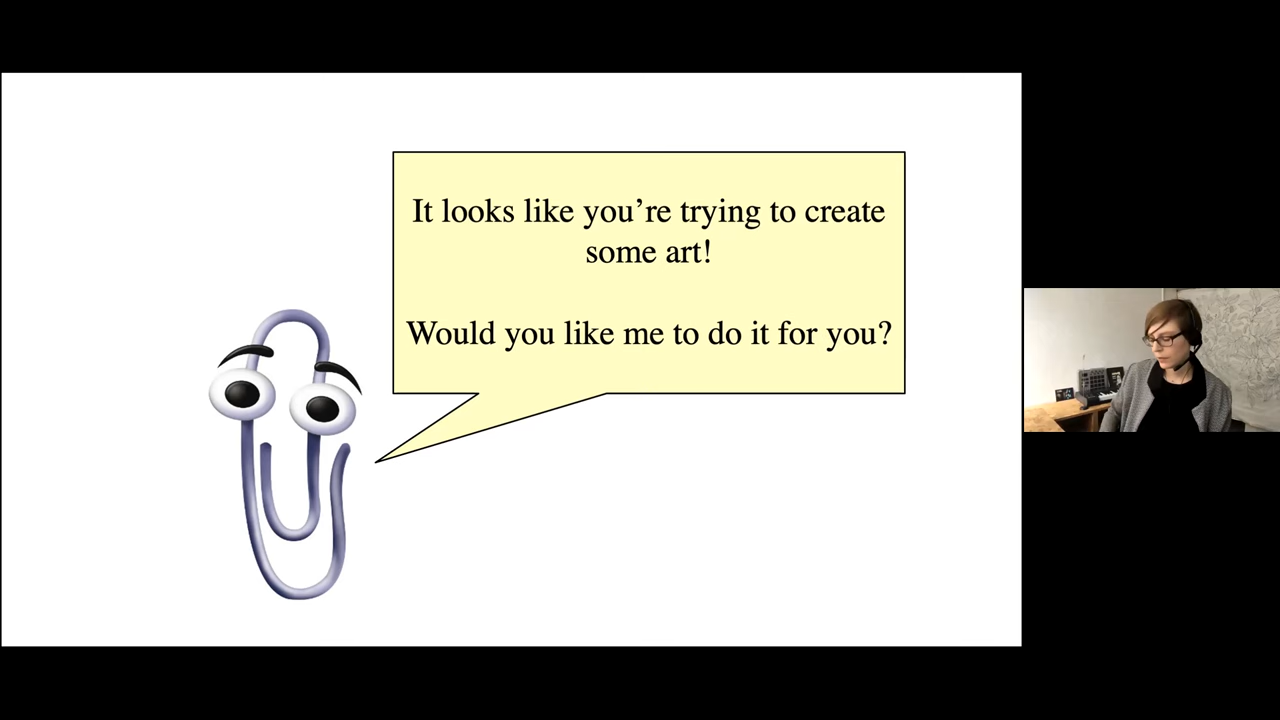 It looks like you’re trying to create
some art!
Would you like me to do it for you?